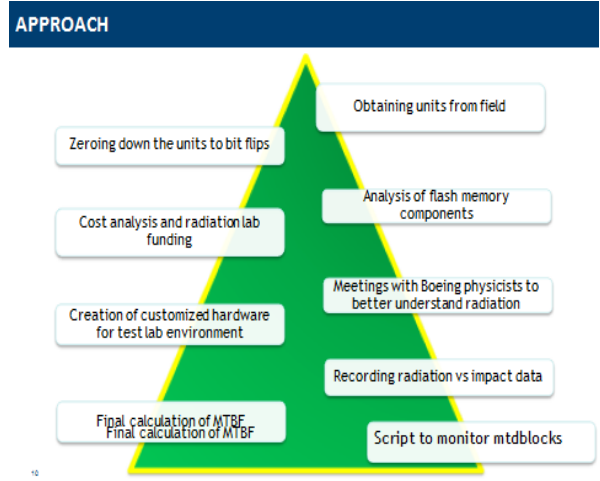 APPROACH
Obtaining units from field
Zeroing down the units to bit flips
Analysis of flash memory
components
Cost analysis and radiation lab
funding
Meetings with Boeing physicists to
better understand radiation
Creation of customized hardware
for test lab environment
Recording radiation vs impact data
Final calculation of MTBF
Final calculation of MTBF
Script to monitor mtdblocks